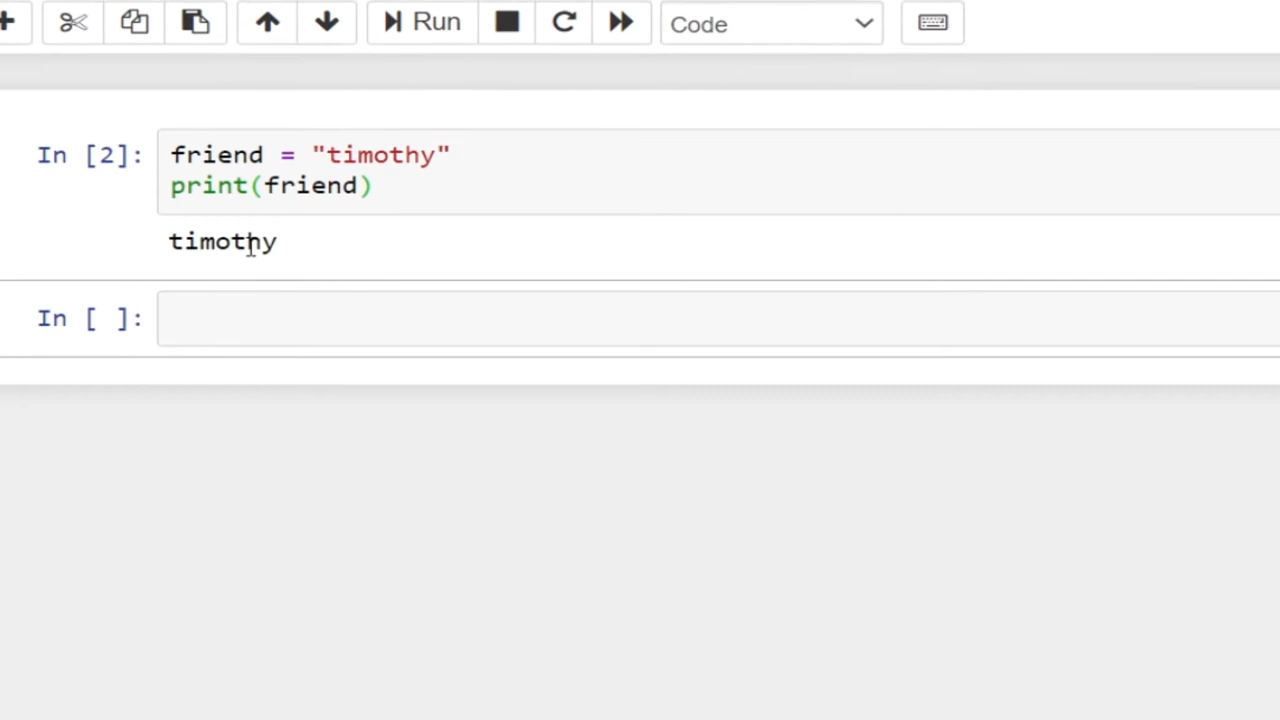 Run
Code
In [2]:
friend = "timothy"
print(friend)
timothy
In [ ]: